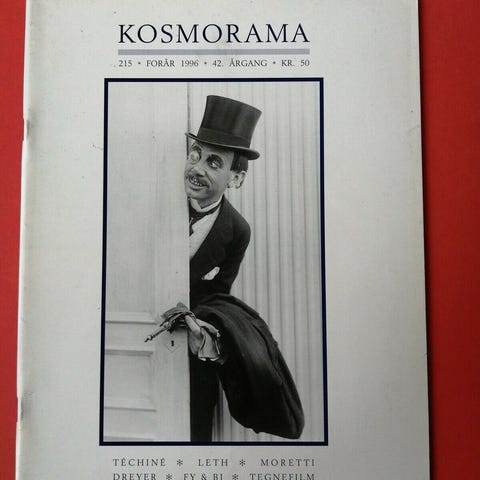 KOSMORAMA
215 * FORÅR 1996 * 42. ÅRGANG * KR. 50
TÉCHINÉ * LETH * MORETTI
DREYER * FY & BI * TEGNEFILM